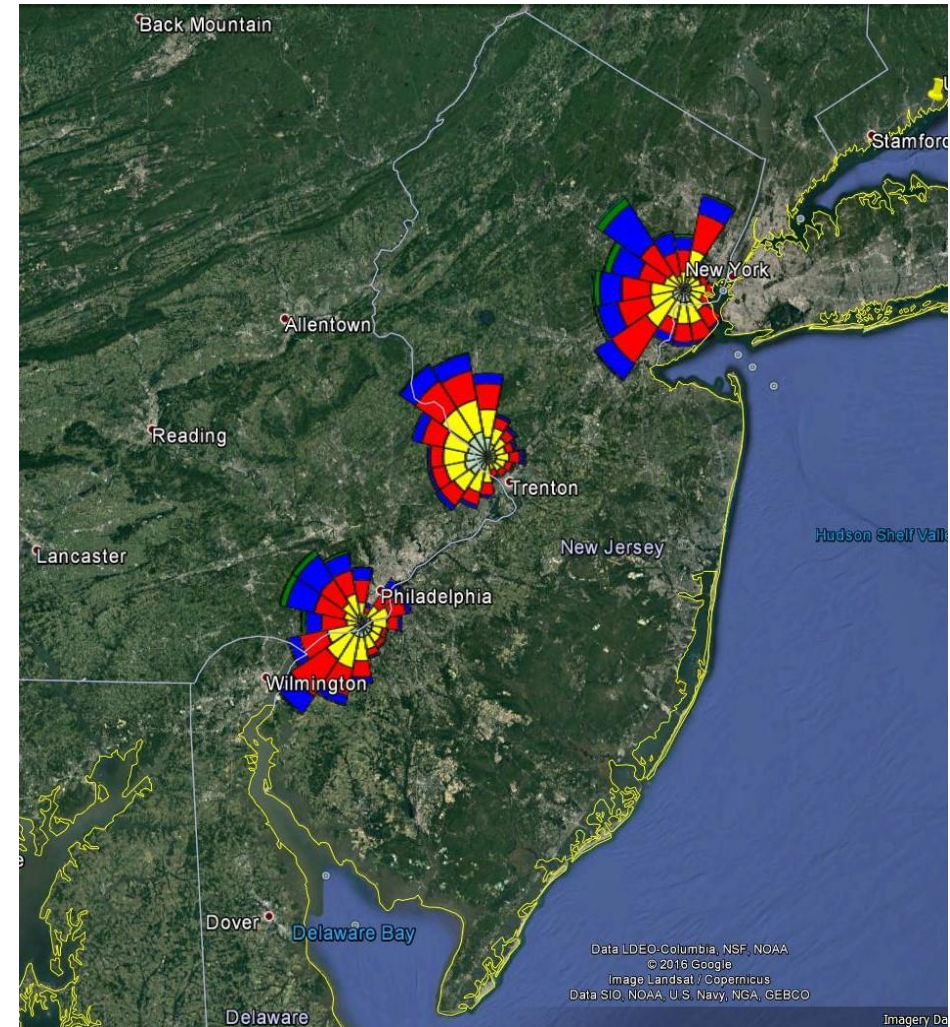 Back Mountain
Stamford
New York
Allentown
Reading
Trenton
Lancaster
New Jersey
Hudson Shelf Valle
Philadelphia
Wilmington
Dover
Delaware Bay
Data LDEO-Columbia, NSF, NOAA
© 2016 Google
Image Landsat / Copernicus
Data SIO, NOAA, U.S. Navy, NGA, GEBCO
Delaware
Imagery Da